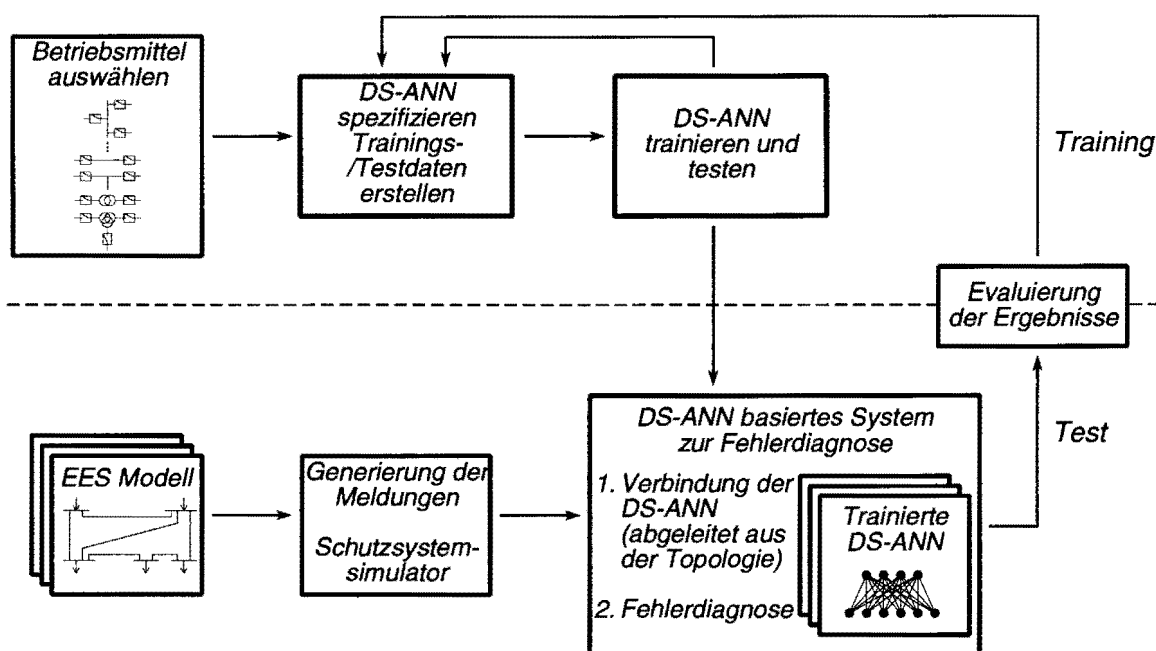 Betriebsmittel
auswählen
DS-ANN
spezifizieren
Trainings-
/Testdaten
erstellen
DS-ANN
trainieren und
testen
Training
Evaluierung
der Ergebnisse
Test
EES Modell
Generierung der
Meldungen
Schutzsystem-
simulator
DS-ANN basiertes System
zur Fehlerdiagnose
1. Verbindung der
DS-ANN
(abgeleitet aus
der Topologie)
2. Fehlerdiagnose
Trainierte
DS-ANN